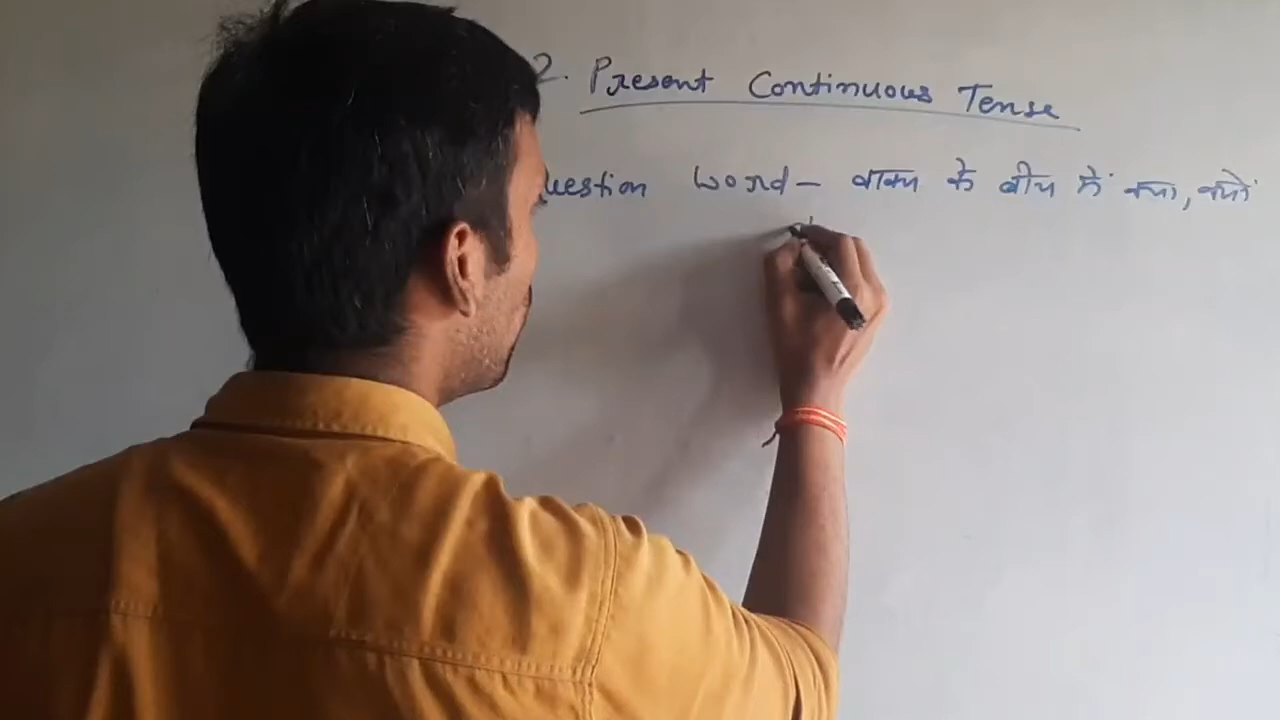 2. Present Continuous Tense
uestion word - वाक्य के बीच में क्या, क्यों